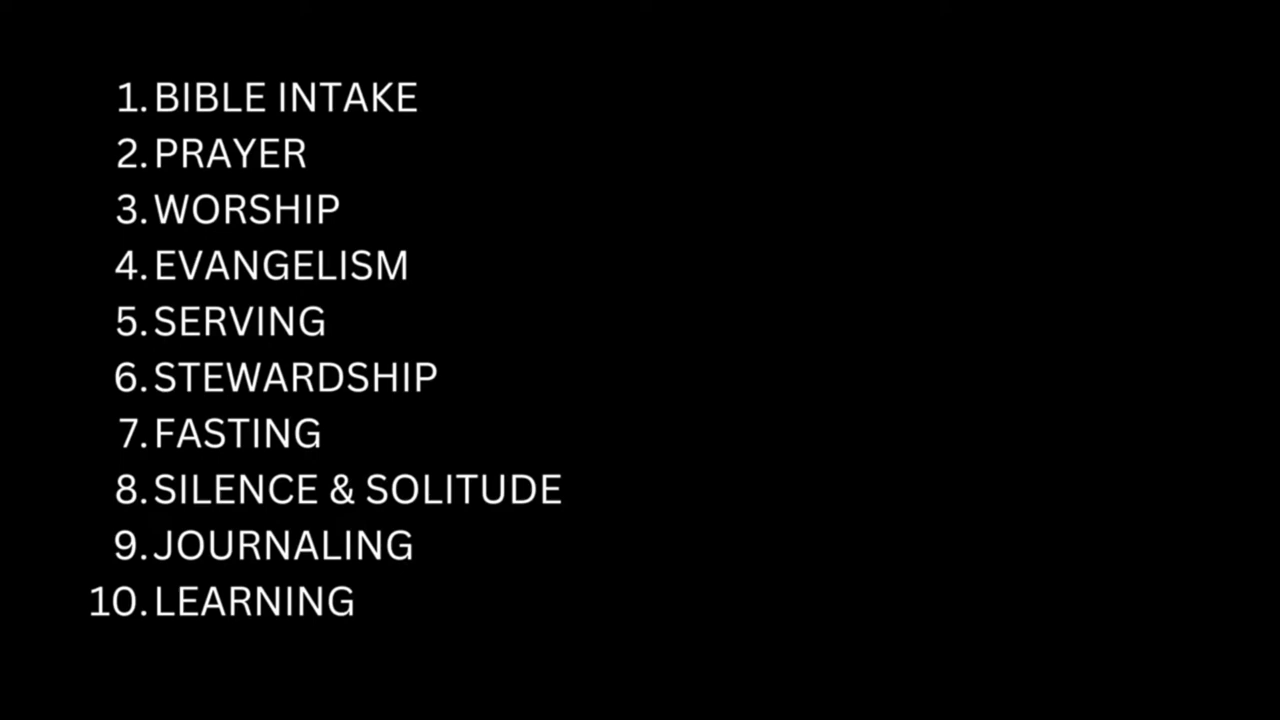 1. BIBLE INTAKE
2. PRAYER
3. WORSHIP
4. EVANGELISM
5. SERVING
6. STEWARDSHIP
7. FASTING
8. SILENCE & SOLITUDE
9. JOURNALING
10. LEARNING